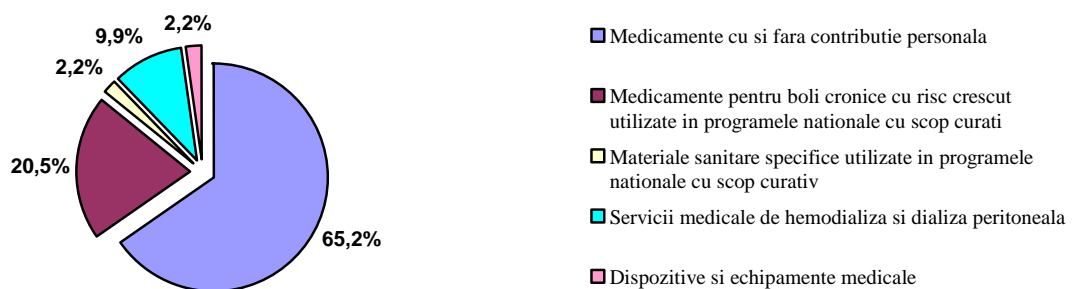 2,2%
9,9%
2,2%
20,5%
65,2%
Medicamente cu si fara contributie personala
Medicamente pentru boli cronice cu risc crescut
utilizate in programele nationale cu scop curati
Materiale sanitare specifice utilizate in programele
nationale cu scop curativ
Servicii medicale de hemodializa si dializa peritoneala
Dispozitive si echipamente medicale